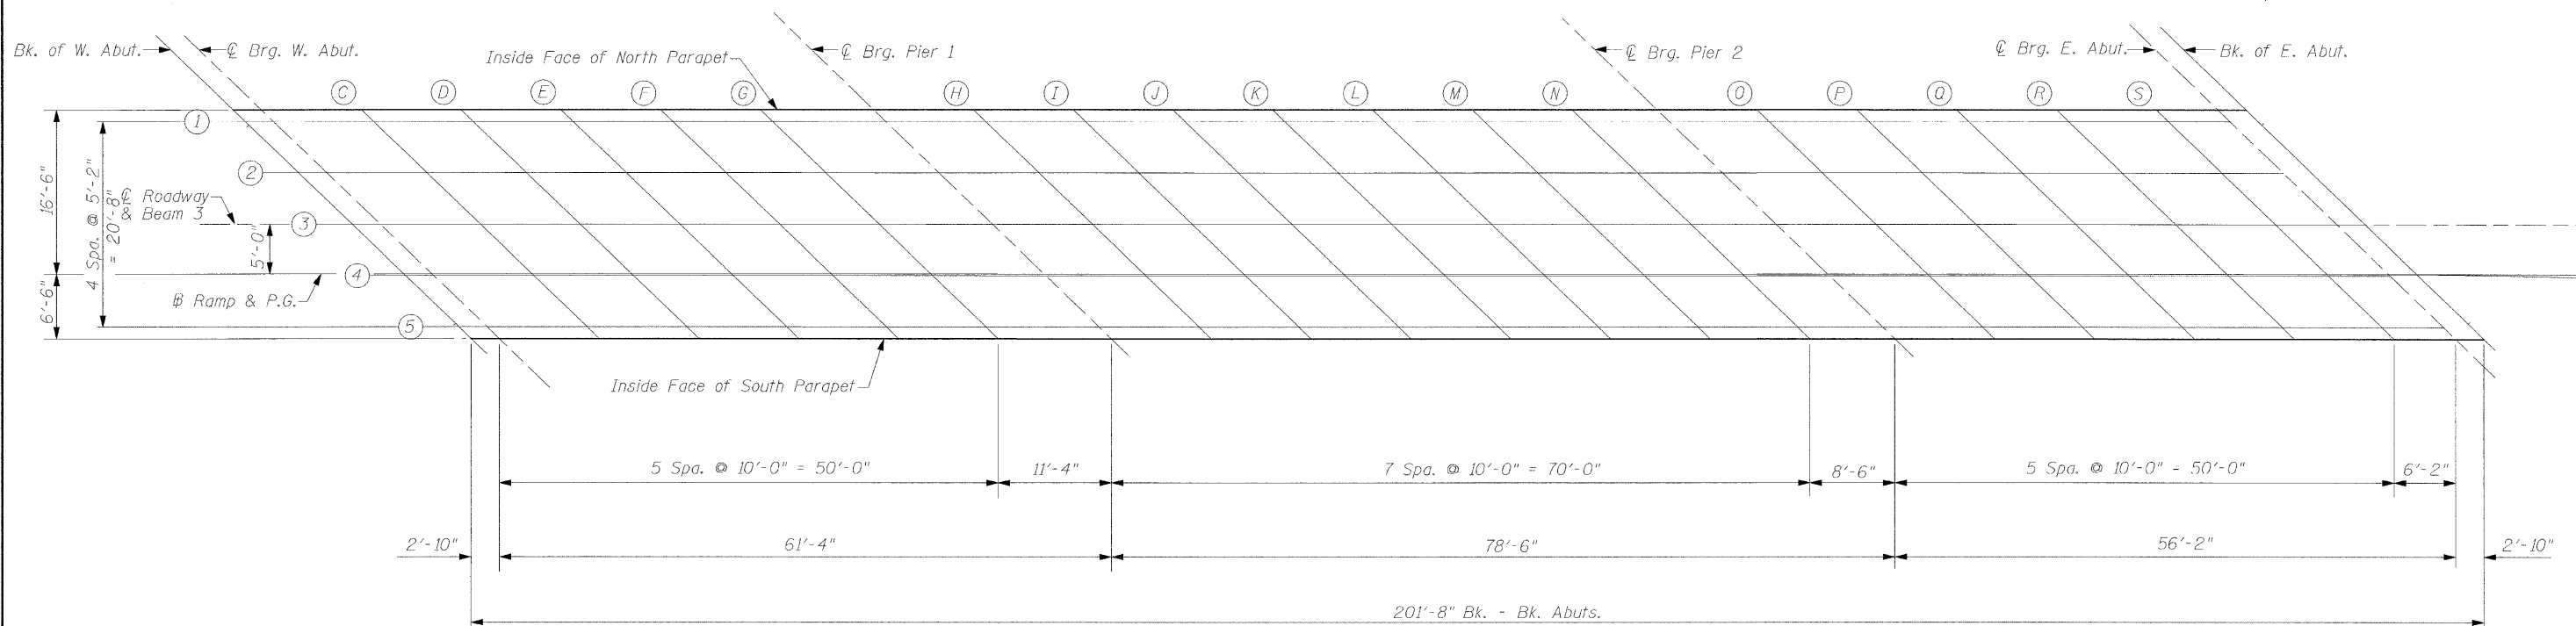 Bk. of W. Abut.
℄ Brg. W. Abut.
Inside Face of North Parapet
℄ Brg. Pier 1
℄ Brg. Pier 2
℄ Brg. E. Abut.
Bk. of E. Abut.
C D E F G H I J K L M N O P Q R S
1
2
3
4
5
16'-6"
6'-6"
4 Spa. @ 5'-2"
= 20'-8"
℄ Roadway
& Beam 3
5'-0"
℔ Ramp & P.G.
Inside Face of South Parapet
5 Spa. @ 10'-0" = 50'-0"
11'-4"
7 Spa. @ 10'-0" = 70'-0"
8'-6"
5 Spa. @ 10'-0" = 50'-0"
6'-2"
2'-10"
61'-4"
78'-6"
56'-2"
2'-10"
201'-8" Bk. - Bk. Abuts.